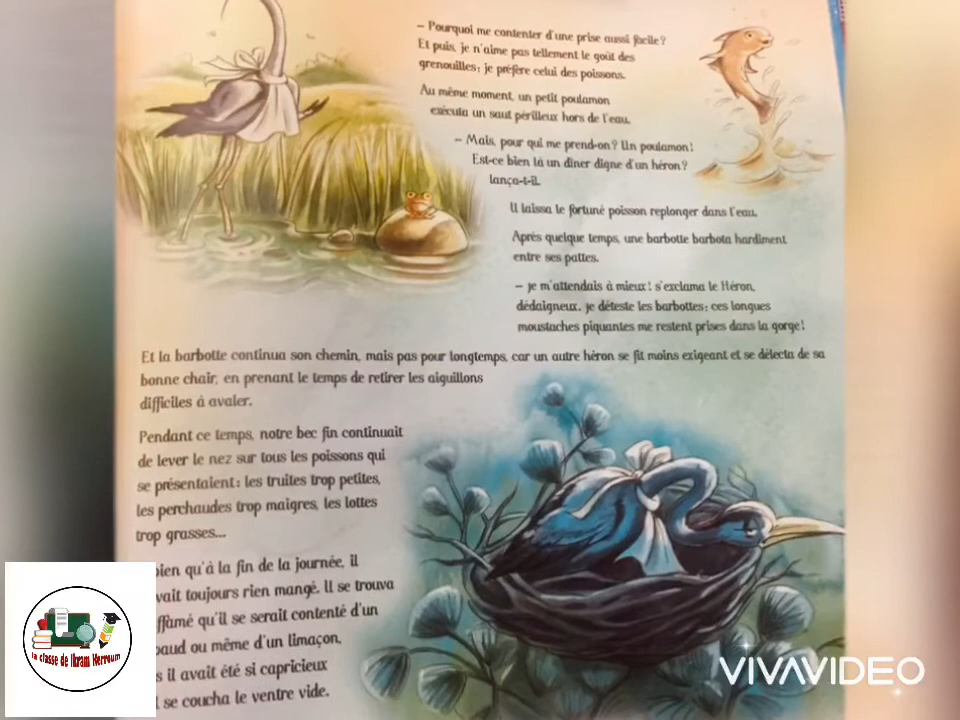 – Pourquoi me contenter d'une prise aussi facile?
Et puis, je n'aime pas tellement le goût des
grenouilles; je préfère celui des poissons.
Au même moment, un petit poulamon
exécuta un saut périlleux hors de l'eau.
– Mais, pour qui me prend-on? Un poulamon!
Est-ce bien là un dîner digne d'un héron?
lança-t-il.
Il laissa le fortuné poisson replonger dans l'eau.
Après quelque temps, une barbotte barbota hardiment
entre ses pattes.
– Je m'attendais à mieux! s'exclama le Héron,
dédaigneux. Je déteste les barbottes; ces longues
moustaches piquantes me restent prises dans la gorge!
Et la barbotte continua son chemin, mais pas pour longtemps, car un autre héron se fit moins exigeant et se délecta de sa
bonne chair, en prenant le temps de retirer les aiguillons
difficiles à avaler.
Pendant ce temps, notre bec fin continuait
de lever le nez sur tous les poissons qui
se présentaient: les truites trop petites,
les perchaudes trop maigres, les lottes
trop grasses...
bien qu'à la fin de la journée, il
vait toujours rien mangé. Il se trouva
ffamé qu'il se serait contenté d'un
paud ou même d'un limaçon,
s il avait été si capricieux
l se coucha le ventre vide.
la classe de Ikram Kerroum
VIVAVIDEO